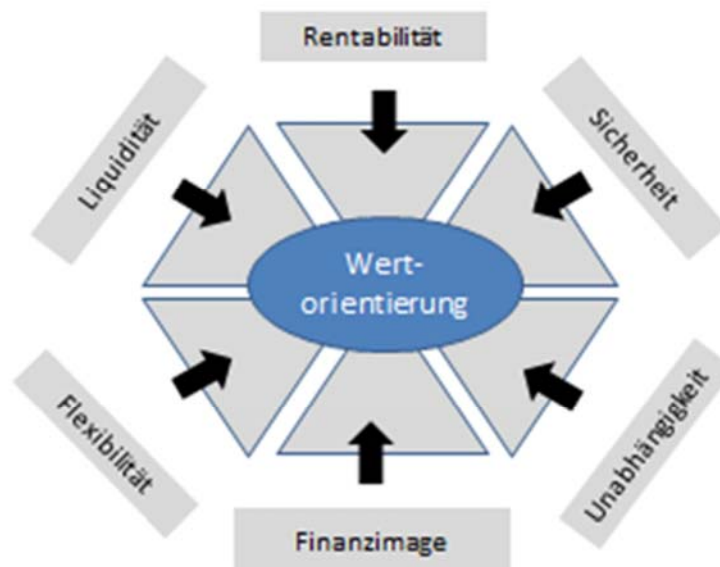 Rentabilität
Liquidität
Sicherheit
Wert-
orientierung
Flexibilität
Unabhängigkeit
Finanzimage